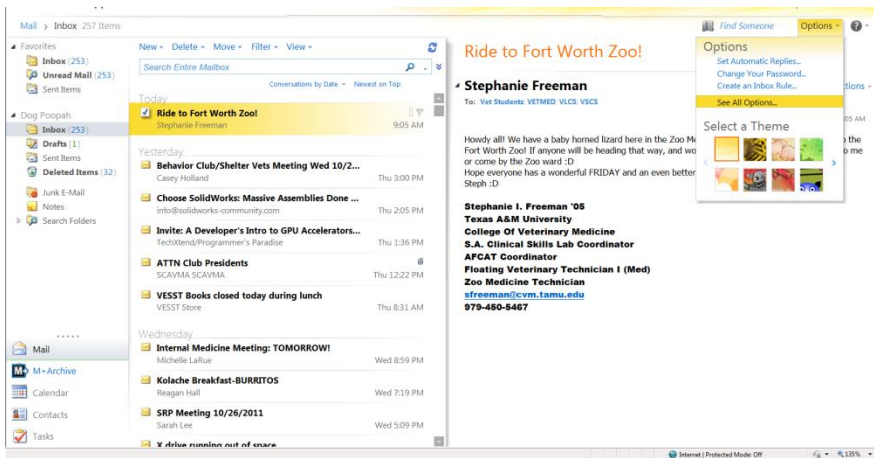 Mail > Inbox 257 Items
Find Someone
Options
Favorites
Inbox (253)
Unread Mail (253)
Sent Items
Dog Poopah
Inbox (253)
Drafts [1]
Sent Items
Deleted Items (32)
Junk E-Mail
Notes
Search Folders
Mail
M+Archive
Calendar
Contacts
Tasks
New Delete Move Filter View
Search Entire Mailbox
Conversations by Date Newest on Top
Today
Ride to Fort Worth Zoo!
Stephanie Freeman 9:05 AM
Yesterday
Behavior Club/Shelter Vets Meeting Wed 10/2...
Casey Holland Thu 3:00 PM
Choose SolidWorks: Massive Assemblies Done ...
info@solidworks-community.com Thu 2:05 PM
Invite: A Developer's Intro to GPU Accelerators...
TechXtend/Programmer's Paradise Thu 1:36 PM
ATTN Club Presidents
SCAVMA SCAVMA Thu 12:22 PM
VESST Books closed today during lunch
VESST Store Thu 8:31 AM
Wednesday
Internal Medicine Meeting: TOMORROW!
Michelle LaRue Wed 8:59 PM
Kolache Breakfast-BURRITOS
Reagan Hall Wed 7:19 PM
SRP Meeting 10/26/2011
Sarah Lee Wed 5:09 PM
X drive running out of space
Ride to Fort Worth Zoo!
Stephanie Freeman
To: Vet Students; VETMED; VLCS; VSCS
Howdy all! We have a baby horned lizard here in the Zoo Me
Fort Worth Zoo! If anyone will be heading that way, and wo
or come by the Zoo ward :D
Hope everyone has a wonderful FRIDAY and an even better
Steph :D
Stephanie I. Freeman '05
Texas A&M University
College Of Veterinary Medicine
S.A. Clinical Skills Lab Coordinator
AFCAT Coordinator
Floating Veterinary Technician I (Med)
Zoo Medicine Technician
sfreeman@cvm.tamu.edu
979-450-5467
Options
Set Automatic Replies...
Change Your Password...
Create an Inbox Rule...
See All Options...
Select a Theme
tions
05 AM
the
o me
Internet | Protected Mode: Off 135%